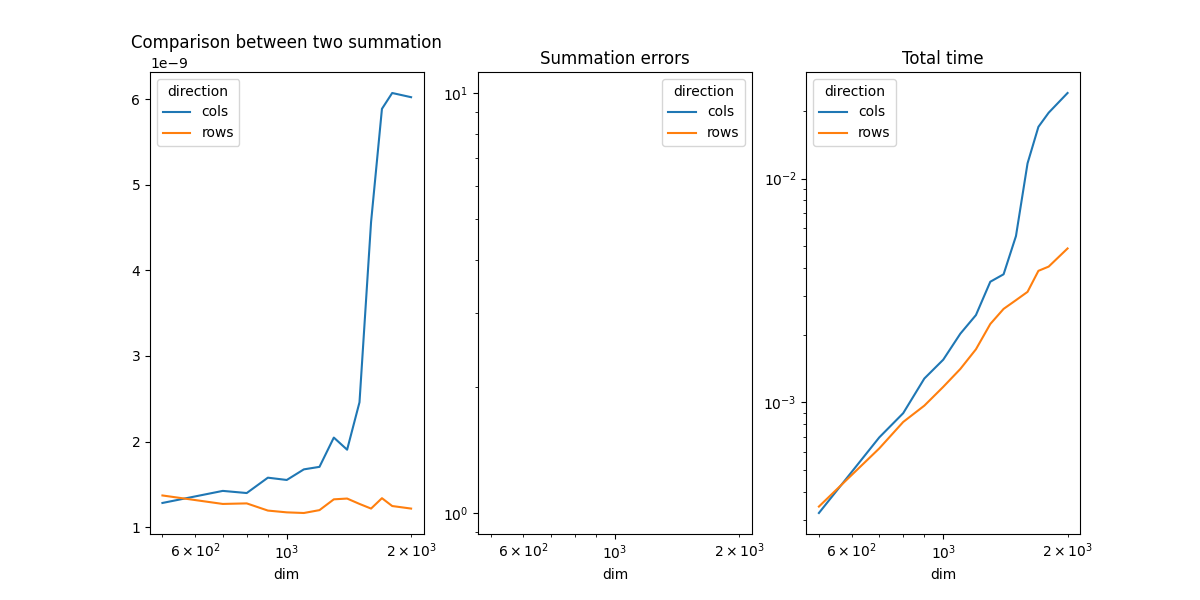 Comparison between two summation
1e−9
direction
cols
rows
6
5
4
3
2
1
6 × 10²
10³
2 × 10³
dim
Summation errors
direction
cols
rows
10¹
10⁰
6 × 10²
10³
2 × 10³
dim
Total time
direction
cols
rows
10⁻²
10⁻³
6 × 10²
10³
2 × 10³
dim